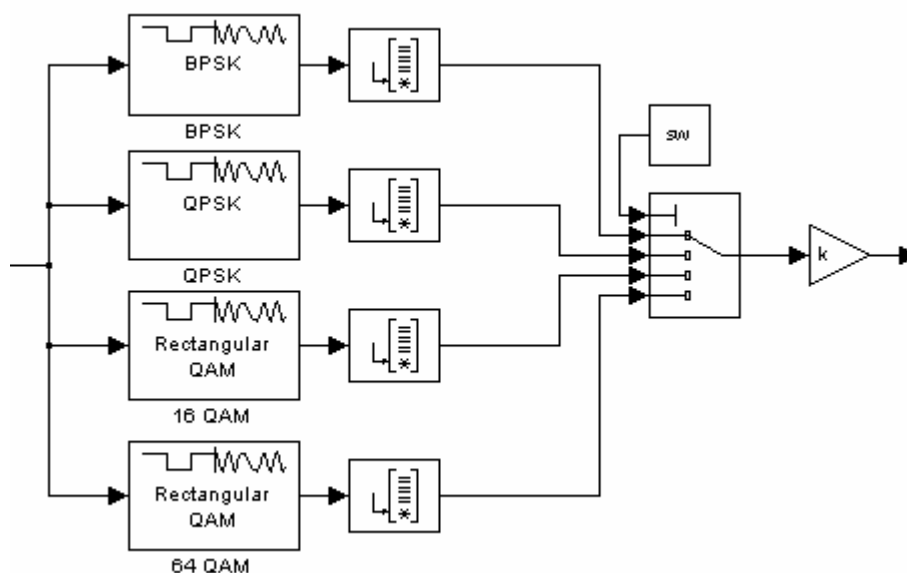 BPSK
BPSK
sw
QPSK
QPSK
k
Rectangular
QAM
16 QAM
Rectangular
QAM
64 QAM